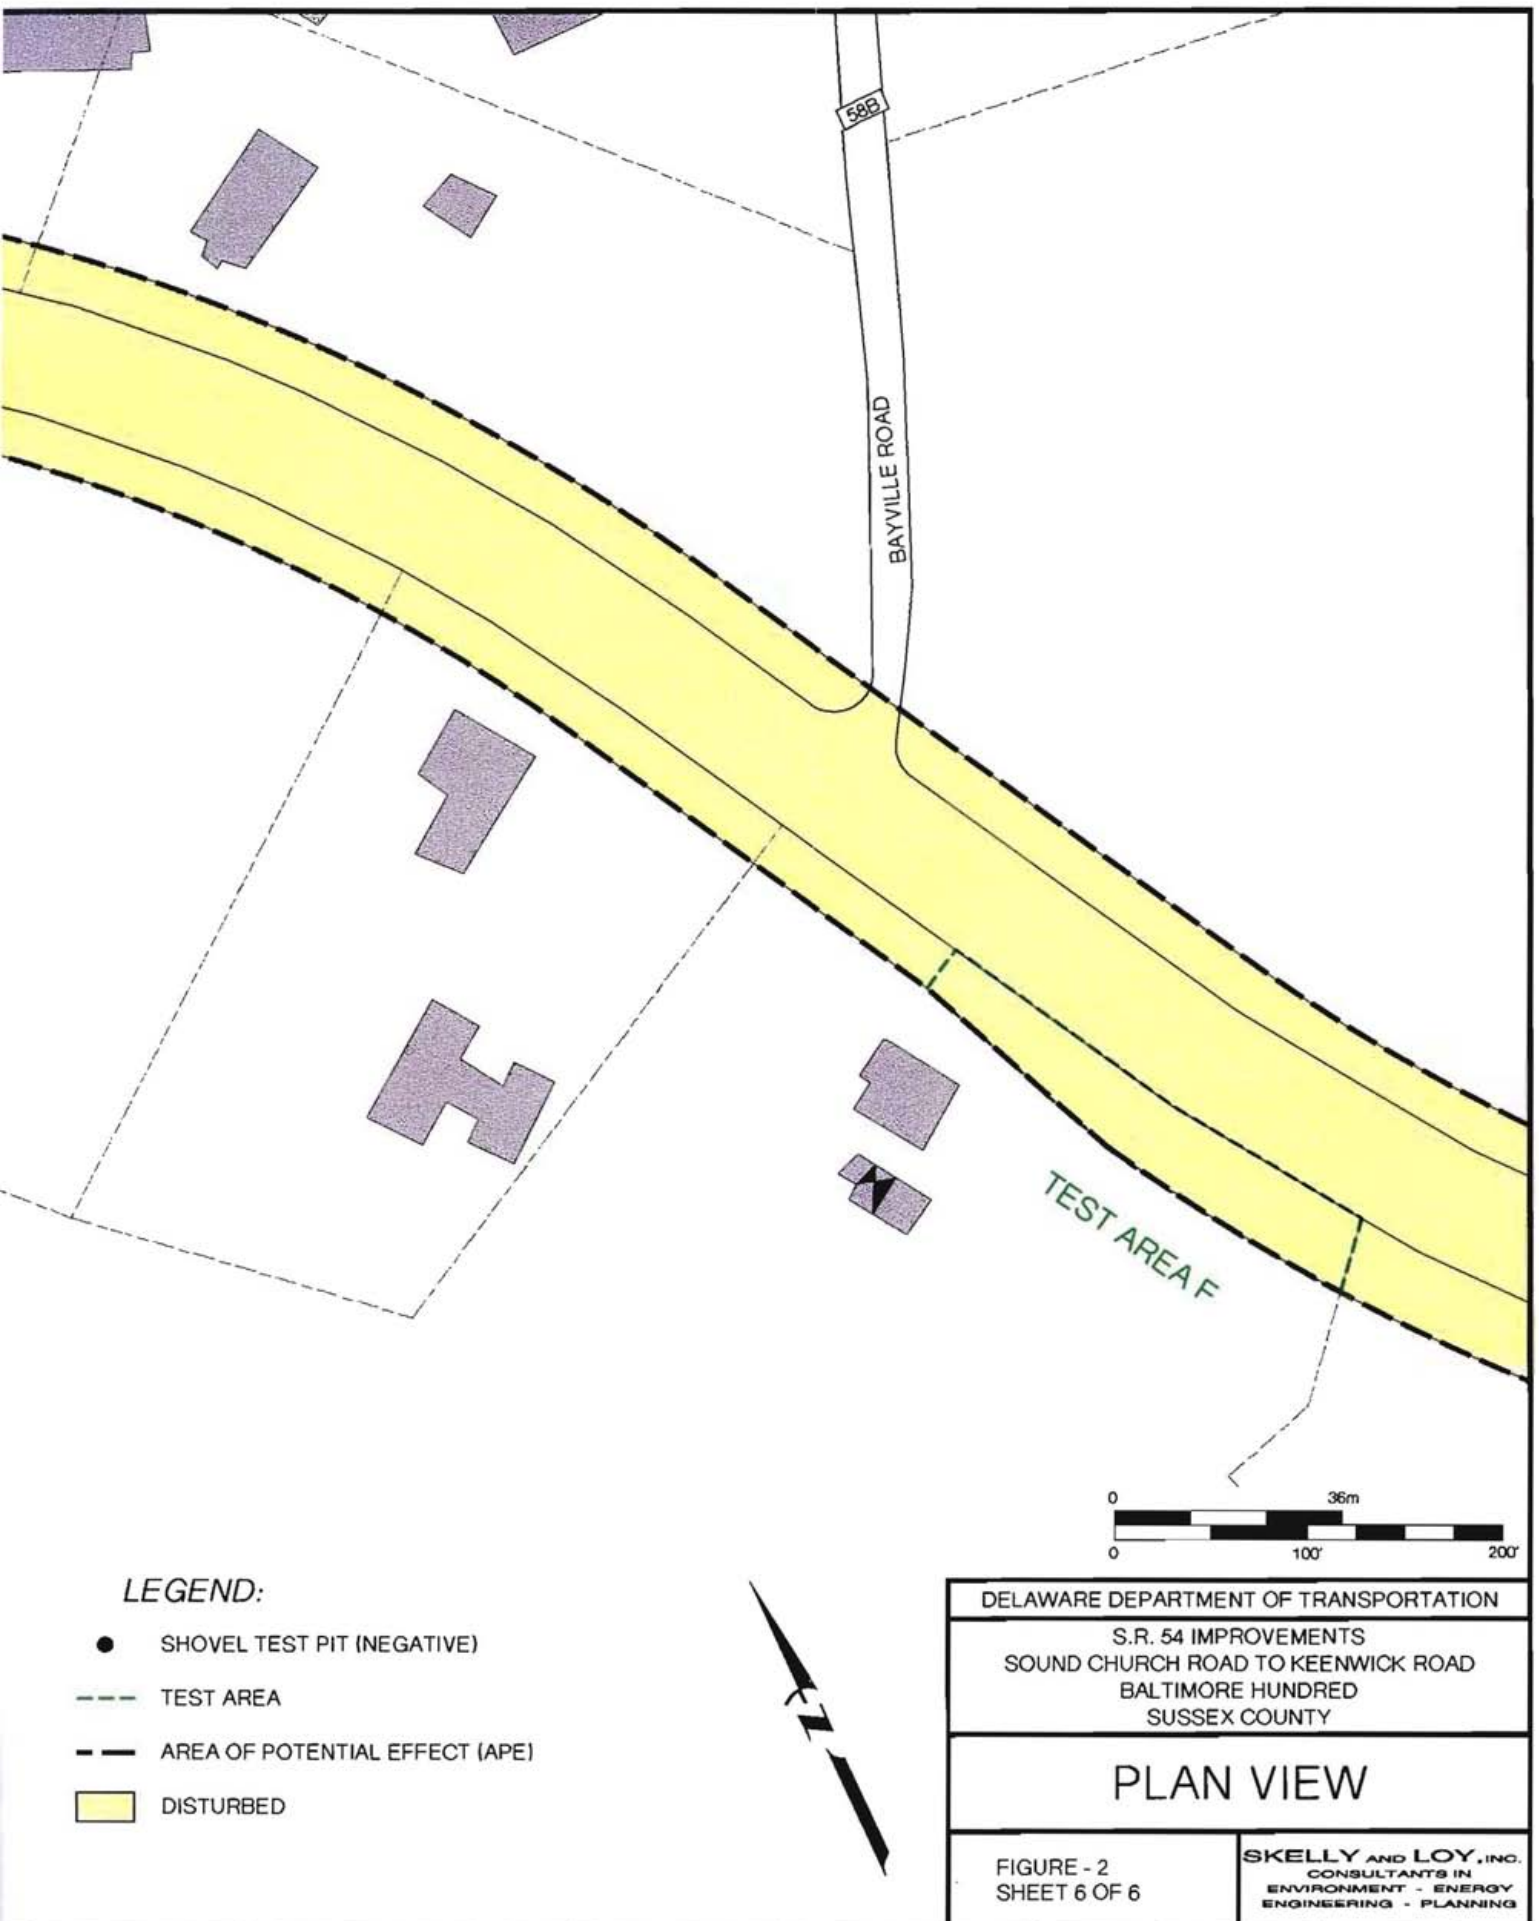 58B
BAYVILLE ROAD
TEST AREA F
0 36m
0 100' 200'
LEGEND:
SHOVEL TEST PIT (NEGATIVE)
TEST AREA
AREA OF POTENTIAL EFFECT (APE)
DISTURBED
DELAWARE DEPARTMENT OF TRANSPORTATION
S.R. 54 IMPROVEMENTS
SOUND CHURCH ROAD TO KEENWICK ROAD
BALTIMORE HUNDRED
SUSSEX COUNTY
PLAN VIEW
FIGURE - 2
SHEET 6 OF 6
SKELLY AND LOY, INC.
CONSULTANTS IN
ENVIRONMENT - ENERGY
ENGINEERING - PLANNING